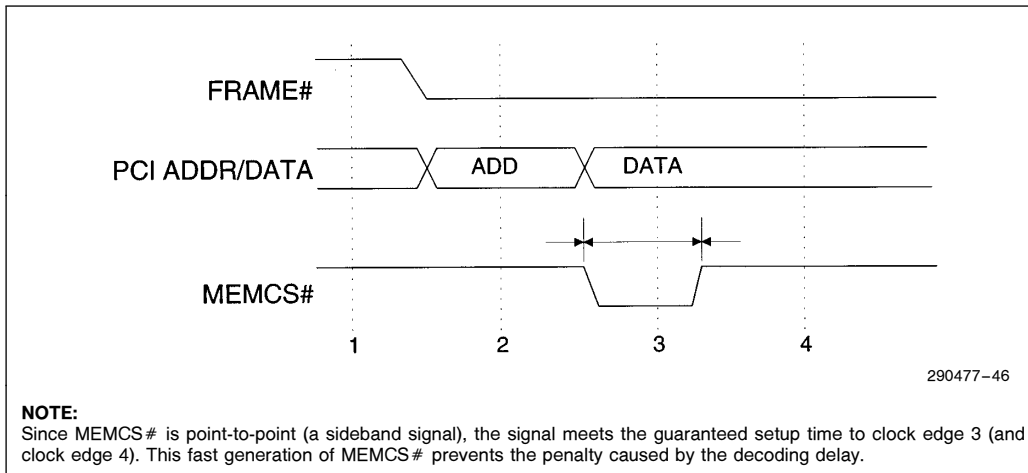 FRAME#
PCI ADDR/DATA
ADD
DATA
MEMCS#
1
2
3
4
290477–46
NOTE:
Since MEMCS# is point-to-point (a sideband signal), the signal meets the guaranteed setup time to clock edge 3 (and
clock edge 4). This fast generation of MEMCS# prevents the penalty caused by the decoding delay.